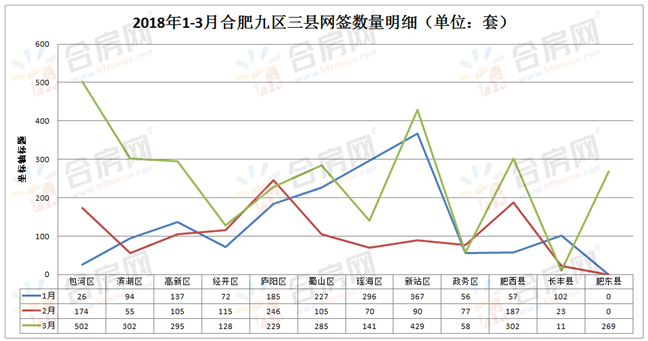 2018年1-3月合肥九区三县网签数量明细（单位：套）
600
500
400
300
200
100
0
坐标轴标题
包河区 滨湖区 高新区 经开区 庐阳区 蜀山区 瑶海区 新站区 政务区 肥西县 长丰县 肥东县
1月 26 94 137 72 185 227 296 367 56 57 102 0
2月 174 55 105 115 246 105 70 90 77 187 23 0
3月 502 302 295 128 229 285 141 429 58 302 11 269
合房网
www.hfhouse.com